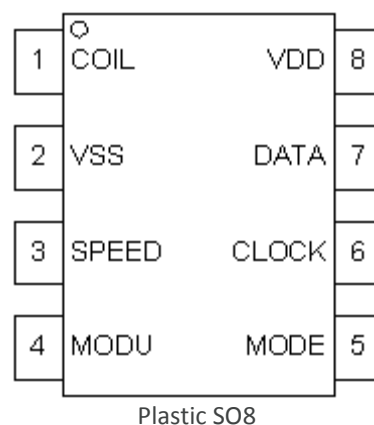 1 COIL VDD 8
2 VSS DATA 7
3 SPEED CLOCK 6
4 MODU MODE 5
Plastic SO8